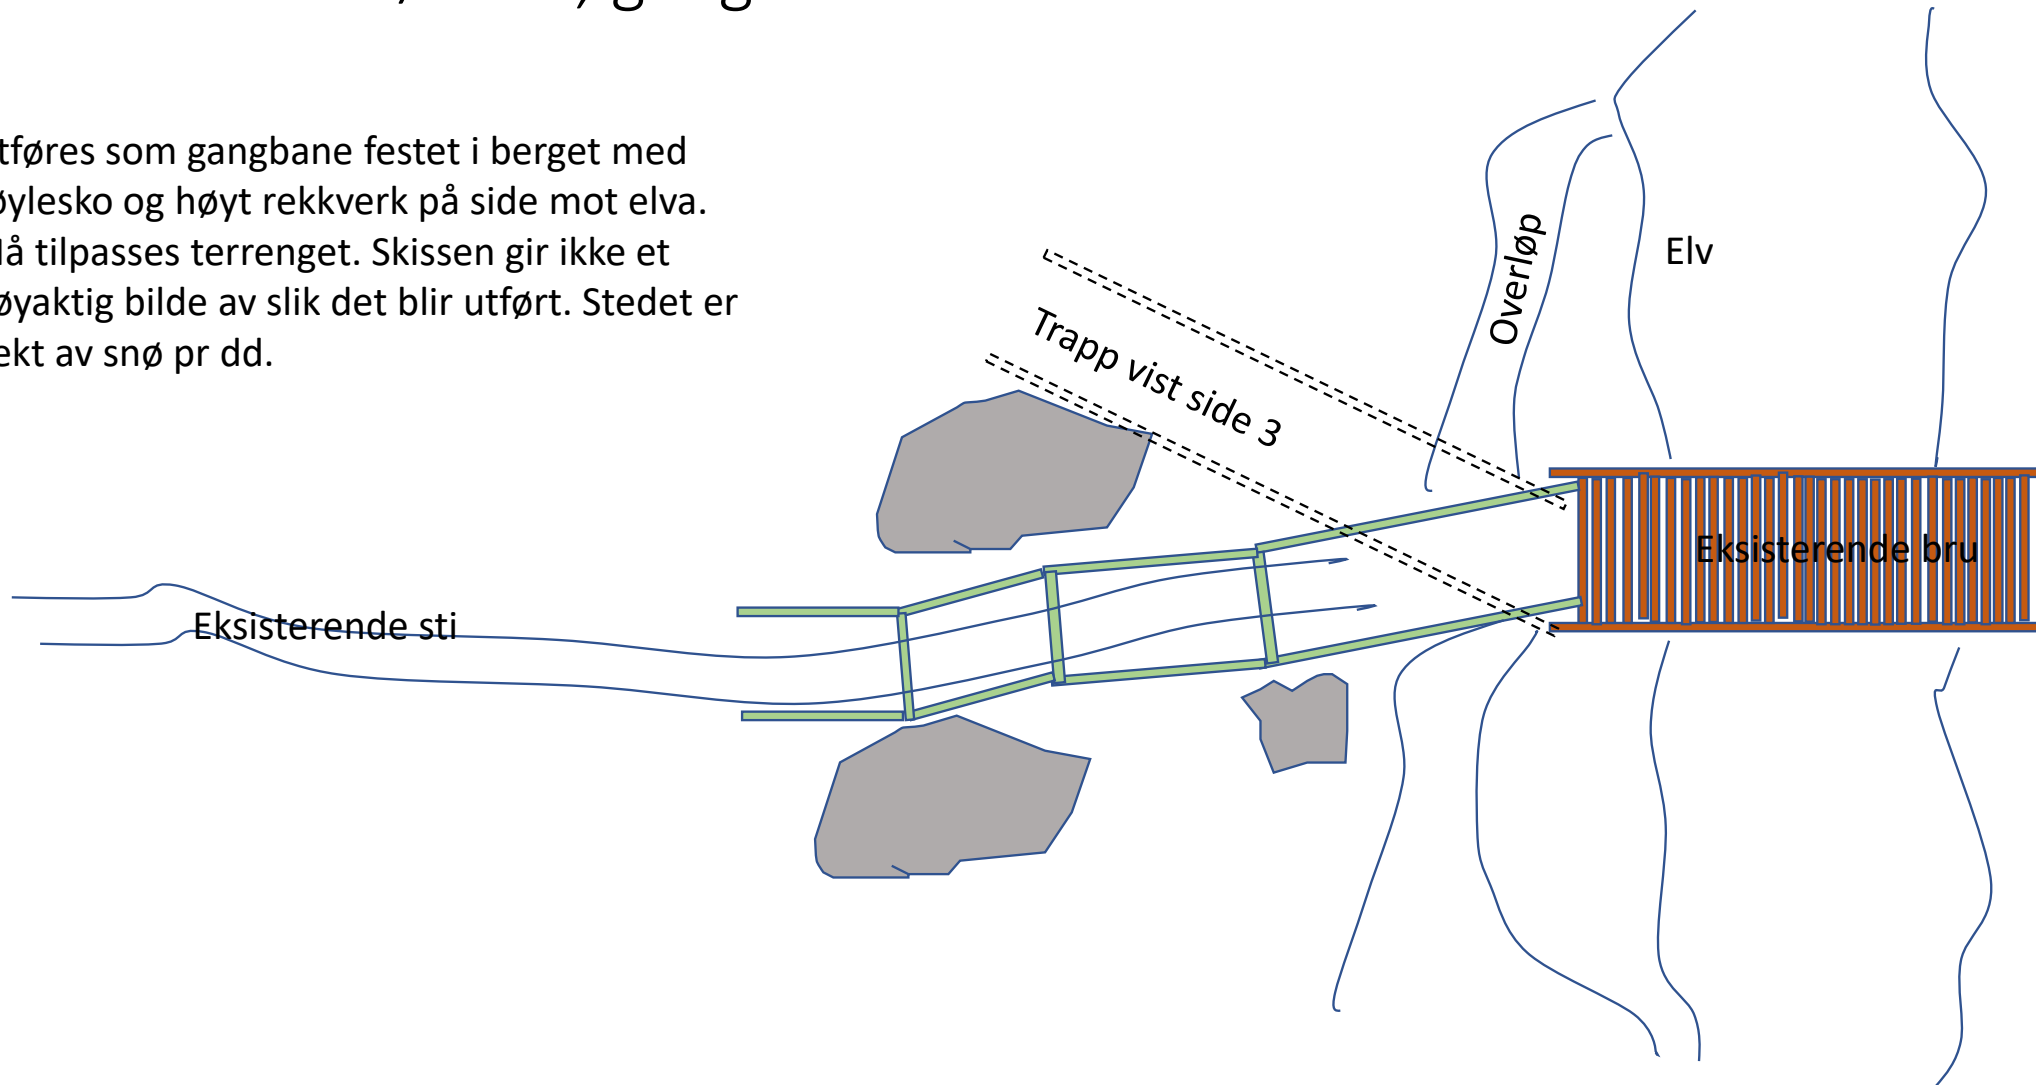 tføres som gangbane festet i berget med
øylesko og høyt rekkverk på side mot elva.
å tilpasses terrenget. Skissen gir ikke et
øyaktig bilde av slik det blir utført. Stedet er
ekt av snø pr dd.
Elv
Overløp
Trapp vist side 3
Eksisterende bru
Eksisterende sti